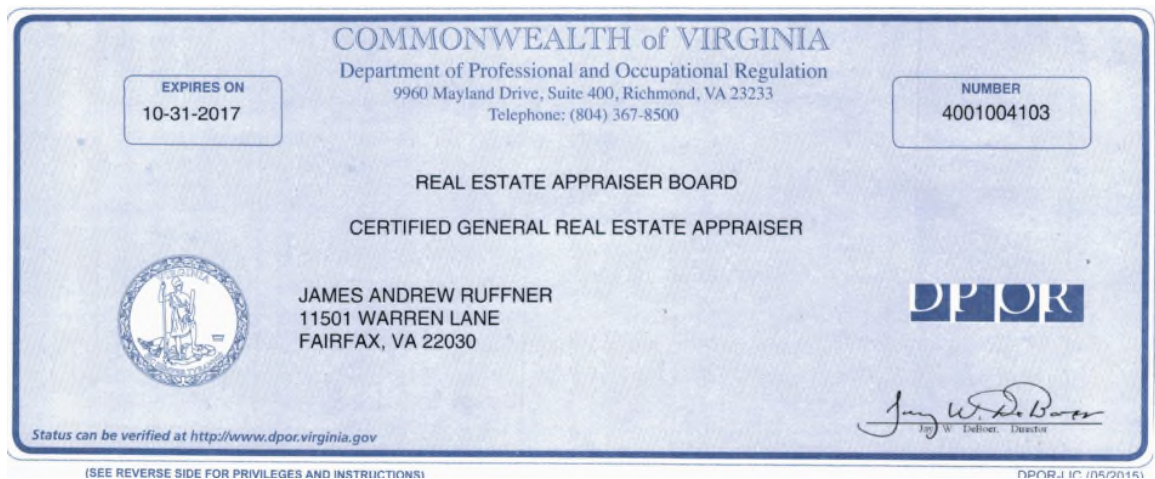 COMMONWEALTH of VIRGINIA
Department of Professional and Occupational Regulation
9960 Mayland Drive, Suite 400, Richmond, VA 23233
Telephone: (804) 367-8500
EXPIRES ON
10-31-2017
NUMBER
4001004103
REAL ESTATE APPRAISER BOARD
CERTIFIED GENERAL REAL ESTATE APPRAISER
VIRGINIA
JAMES ANDREW RUFFNER
11501 WARREN LANE
FAIRFAX, VA 22030
DPOR
Jay W. DeBoer
Jay W. DeBoer, Director
Status can be verified at http://www.dpor.virginia.gov
(SEE REVERSE SIDE FOR PRIVILEGES AND INSTRUCTIONS)
DPOR-LIC (05/2015)